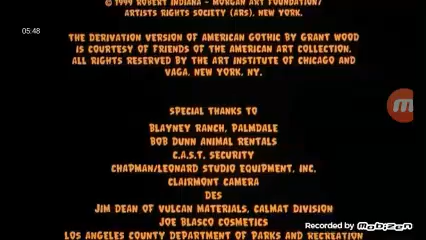 © 1999 ROBERT INDIANA - MORGAN ART FOUNDATION/
ARTISTS RIGHTS SOCIETY (ARS), NEW YORK.
05:48
THE DERIVATION VERSION OF AMERICAN GOTHIC BY GRANT WOOD
IS COURTESY OF FRIENDS OF THE AMERICAN ART COLLECTION.
ALL RIGHTS RESERVED BY THE ART INSTITUTE OF CHICAGO AND
VAGA, NEW YORK, NY.
SPECIAL THANKS TO
BLAYNEY RANCH, PALMDALE
BOB DUNN ANIMAL RENTALS
C.A.S.T. SECURITY
CHAPMAN/LEONARD STUDIO EQUIPMENT, INC.
CLAIRMONT CAMERA
DES
JIM DEAN OF VULCAN MATERIALS, CALMAT DIVISION
JOE BLASCO COSMETICS
LOS ANGELES COUNTY DEPARTMENT OF PARKS AND RECREATION
M
Recorded by Mobizen